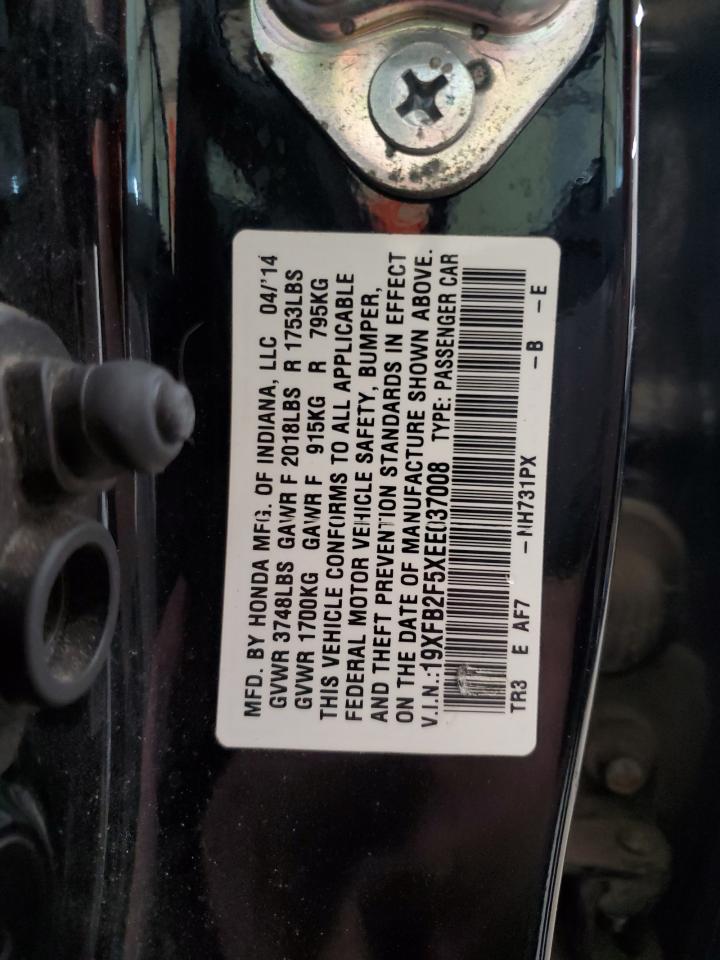 MFD. BY HONDA MFG. OF INDIANA, LLC 04/'14
GVWR 3748LBS GAWR F 2018LBS R 1753LBS
GVWR 1700KG GAWR F 915KG R 795KG
THIS VEHICLE CONFORMS TO ALL APPLICABLE
FEDERAL MOTOR VEHICLE SAFETY, BUMPER,
AND THEFT PREVENTION STANDARDS IN EFFECT
ON THE DATE OF MANUFACTURE SHOWN ABOVE.
V.I.N.:19XFB2F5XEE037008 TYPE: PASSENGER CAR
TR3 E AF7 -NH731PX -B -E